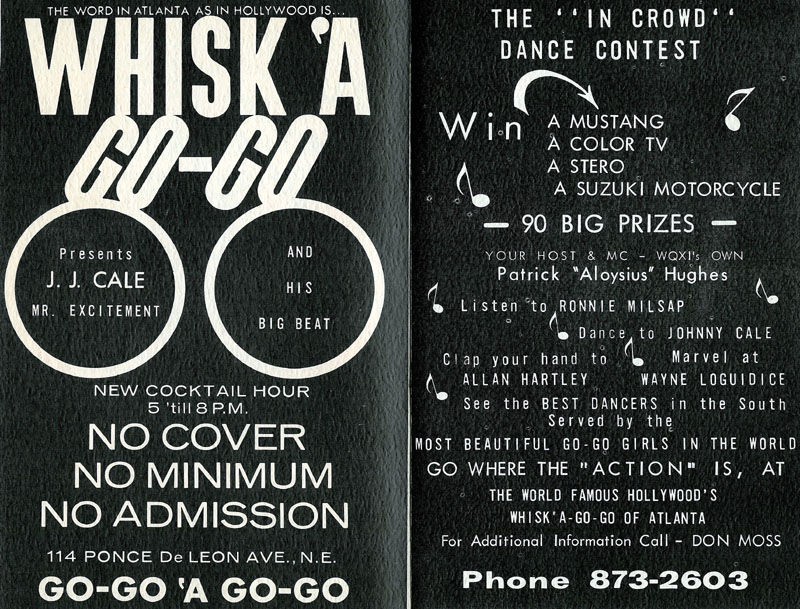 THE WORD IN ATLANTA AS IN HOLLYWOOD IS...
WHISK 'A
GO-GO
Presents
J. J. CALE
MR. EXCITEMENT
AND
HIS
BIG BEAT
NEW COCKTAIL HOUR
5 'till 8 P.M.
NO COVER
NO MINIMUM
NO ADMISSION
114 PONCE De LEON AVE., N.E.
GO-GO 'A GO-GO
THE ''IN CROWD''
DANCE CONTEST
Win
A MUSTANG
A COLOR TV
A STERO
A SUZUKI MOTORCYCLE
— 90 BIG PRIZES —
YOUR HOST & MC – WQXI's OWN
Patrick "Aloysius" Hughes
Listen to RONNIE MILSAP
Dance to JOHNNY CALE
Clap your hand to
ALLAN HARTLEY
Marvel at
WAYNE LOGUIDICE
See the BEST DANCERS in the South
Served by the
MOST BEAUTIFUL GO-GO GIRLS IN THE WORLD
GO WHERE THE "ACTION" IS, AT
THE WORLD FAMOUS HOLLYWOOD'S
WHISK'A-GO-GO OF ATLANTA
For Additional Information Call – DON MOSS
Phone 873-2603